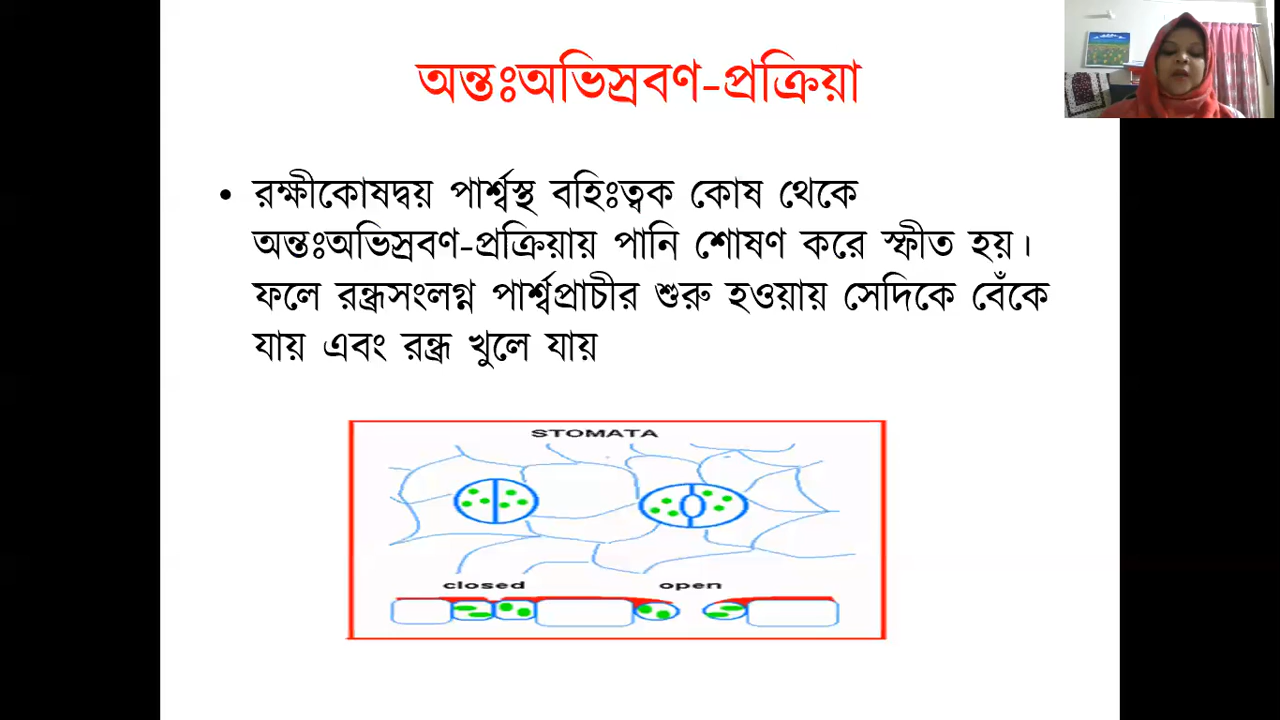 অন্তঃঅভিস্রবণ-প্রক্রিয়া
• রক্ষীকোষদ্বয় পার্শ্বস্থ বহিঃত্বক কোষ থেকে
অন্তঃঅভিস্রবণ-প্রক্রিয়ায় পানি শোষণ করে স্ফীত হয়।
ফলে রন্ধ্রসংলগ্ন পার্শ্বপ্রাচীর শুরু হওয়ায় সেদিকে বেঁকে
যায় এবং রন্ধ্র খুলে যায়
STOMATA
closed open